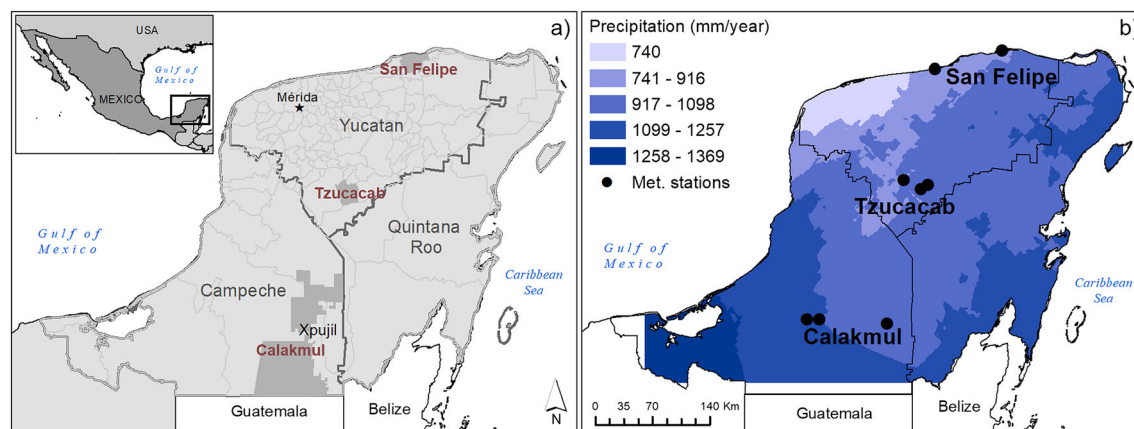 USA
Gulf of
Mexico
MEXICO
a)
San Felipe
Mérida
Yucatan
Tzucacab
Quintana
Roo
Gulf of
Mexico
Campeche
Caribbean
Sea
Xpujil
Calakmul
Guatemala
Belize
N
b)
Precipitation (mm/year)
740
741 - 916
917 - 1098
1099 - 1257
1258 - 1369
Met. stations
San Felipe
Tzucacab
Gulf of
Mexico
Caribbean
Sea
Calakmul
0 35 70 140 Km
Guatemala
Belize